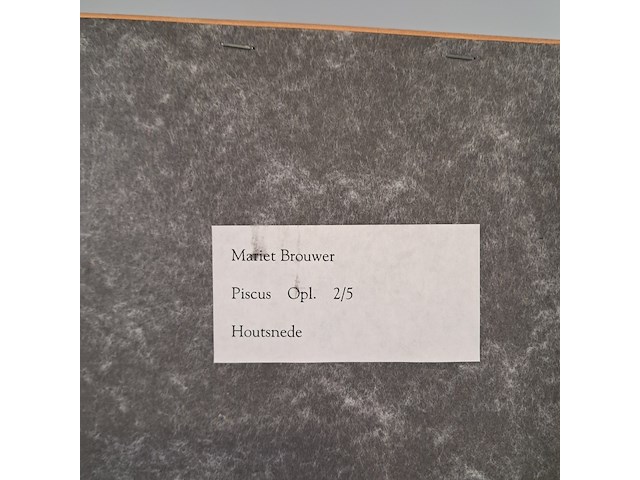 Mariet Brouwer
Piscus Opl. 2/5
Houtsnede